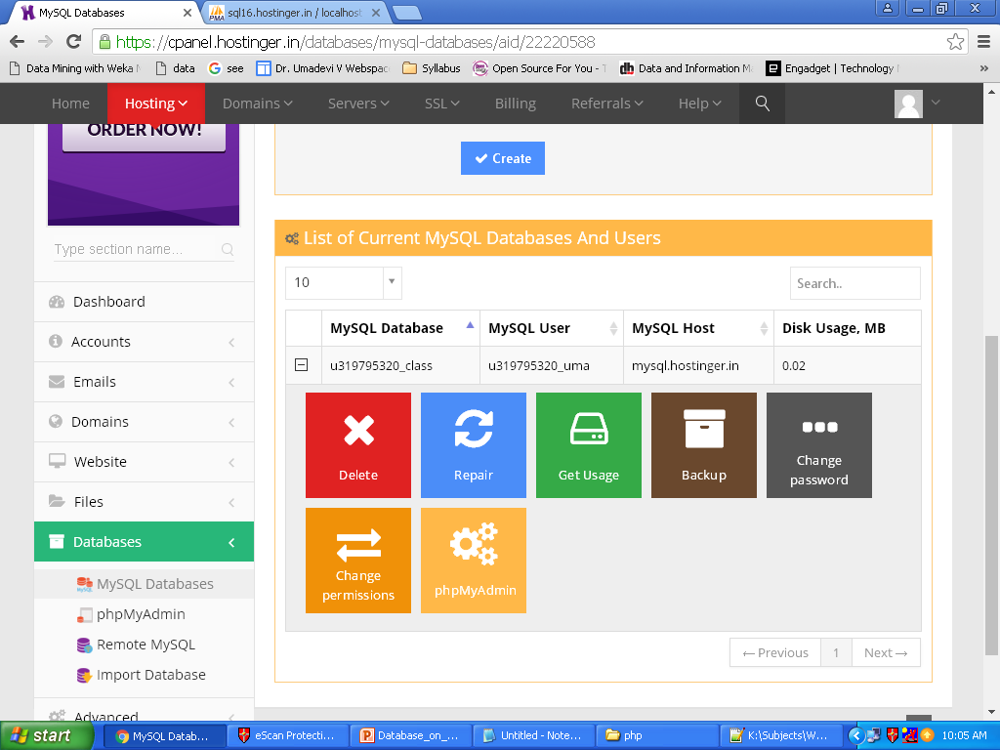 MySQL Databases
sql16.hostinger.in / localhost
https://cpanel.hostinger.in/databases/mysql-databases/aid/22220588
Data Mining with Weka
data
see
Dr. Umadevi V Webspac
Syllabus
Open Source For You -
Data and Information M
Engadget | Technology
»
Home
Hosting
Domains
Servers
SSL
Billing
Referrals
Help
ORDER NOW!
Type section name...
Dashboard
Accounts
Emails
Domains
Website
Files
Databases
MySQL Databases
phpMyAdmin
Remote MySQL
Import Database
Advanced
Create
List of Current MySQL Databases And Users
10
Search..
MySQL Database MySQL User MySQL Host Disk Usage, MB
u319795320_class u319795320_uma mysql.hostinger.in 0.02
Delete
Repair
Get Usage
Backup
Change
password
Change
permissions
phpMyAdmin
← Previous 1 Next →
start
MySQL Datab...
eScan Protecti...
Database_on_...
Untitled - Note...
php
K:\Subjects\W...
10:05 AM